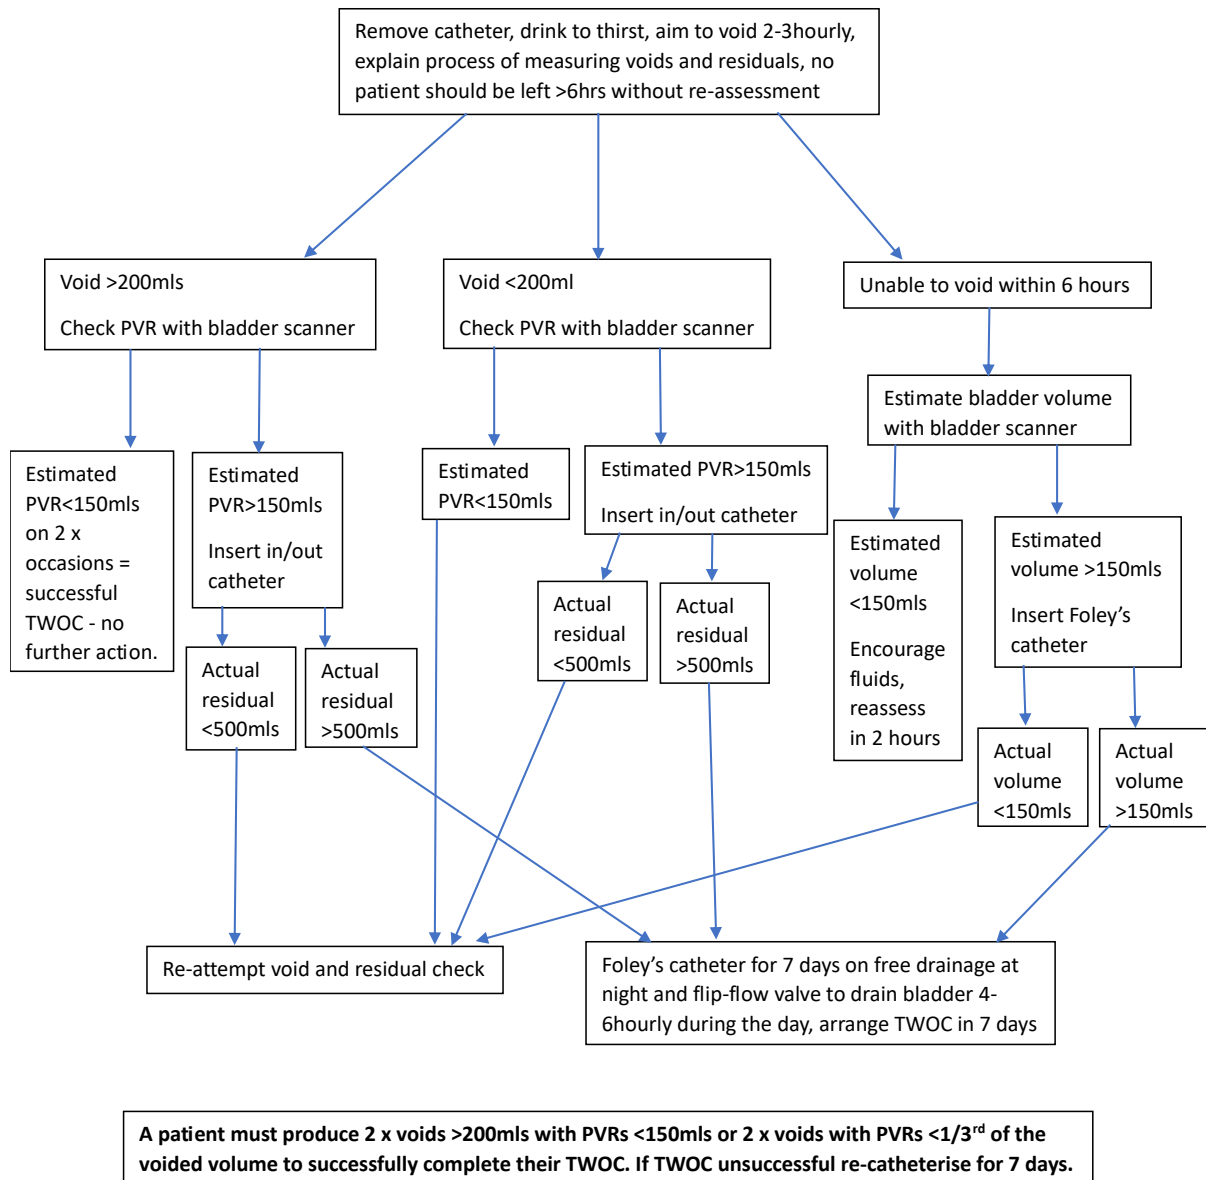 Remove catheter, drink to thirst, aim to void 2-3hourly,
explain process of measuring voids and residuals, no
patient should be left >6hrs without re-assessment
Void >200mls
Check PVR with bladder scanner
Void <200ml
Check PVR with bladder scanner
Unable to void within 6 hours
Estimate bladder volume
with bladder scanner
Estimated
PVR<150mls
on 2 x
occasions =
successful
TWOC - no
further action.
Estimated
PVR>150mls
Insert in/out
catheter
Estimated
PVR<150mls
Estimated PVR>150mls
Insert in/out catheter
Estimated
volume
<150mls
Encourage
fluids,
reassess
in 2 hours
Estimated
volume >150mls
Insert Foley's
catheter
Actual
residual
<500mls
Actual
residual
>500mls
Actual
residual
<500mls
Actual
residual
>500mls
Actual
volume
<150mls
Actual
volume
>150mls
Re-attempt void and residual check
Foley's catheter for 7 days on free drainage at
night and flip-flow valve to drain bladder 4-
6hourly during the day, arrange TWOC in 7 days
A patient must produce 2 x voids >200mls with PVRs <150mls or 2 x voids with PVRs <1/3rd of the
voided volume to successfully complete their TWOC. If TWOC unsuccessful re-catheterise for 7 days.